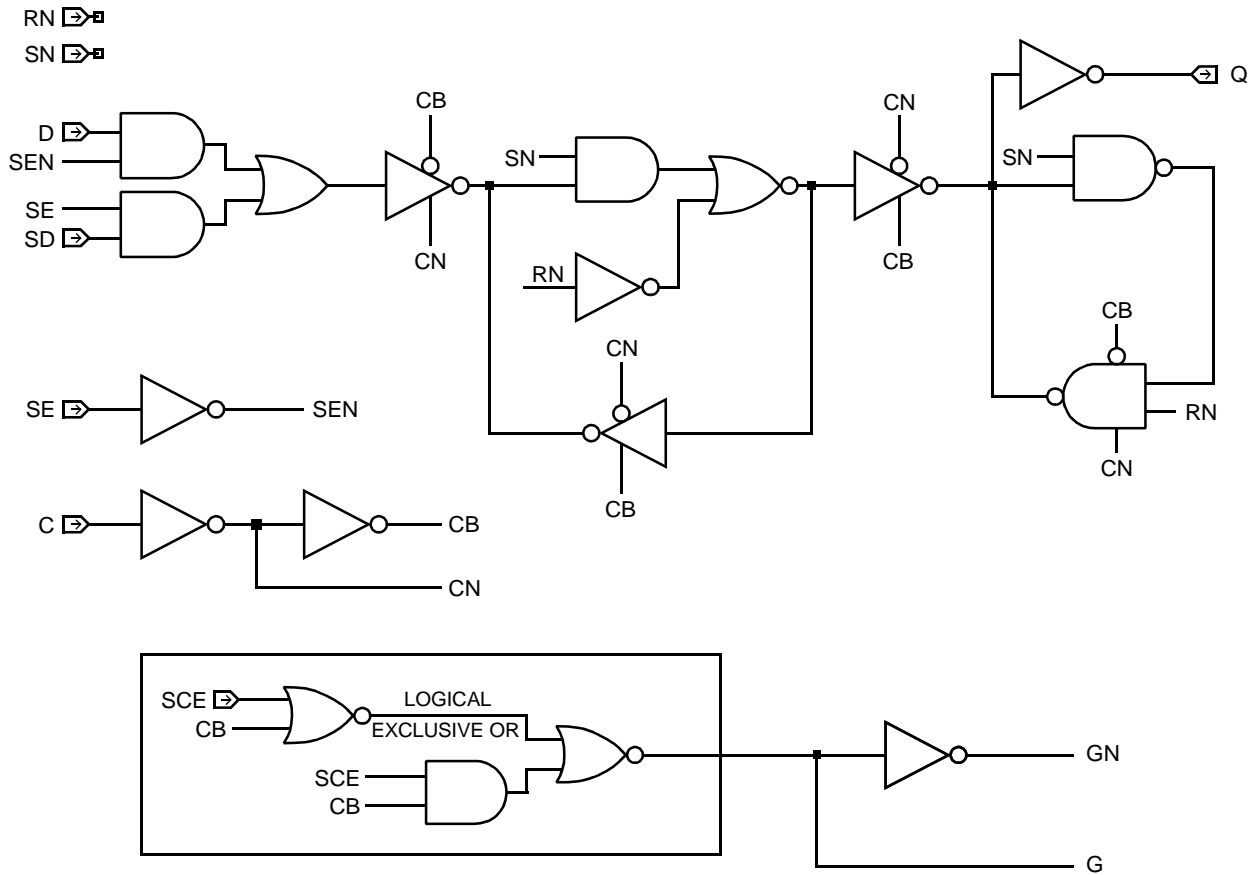 RN
SN
Q
CB
CN
D
SEN
SN
SN
SE
SD
CN
CB
RN
CB
CN
RN
SE
SEN
CN
CB
C
CB
CN
SCE
LOGICAL
CB
EXCLUSIVE OR
GN
SCE
CB
G